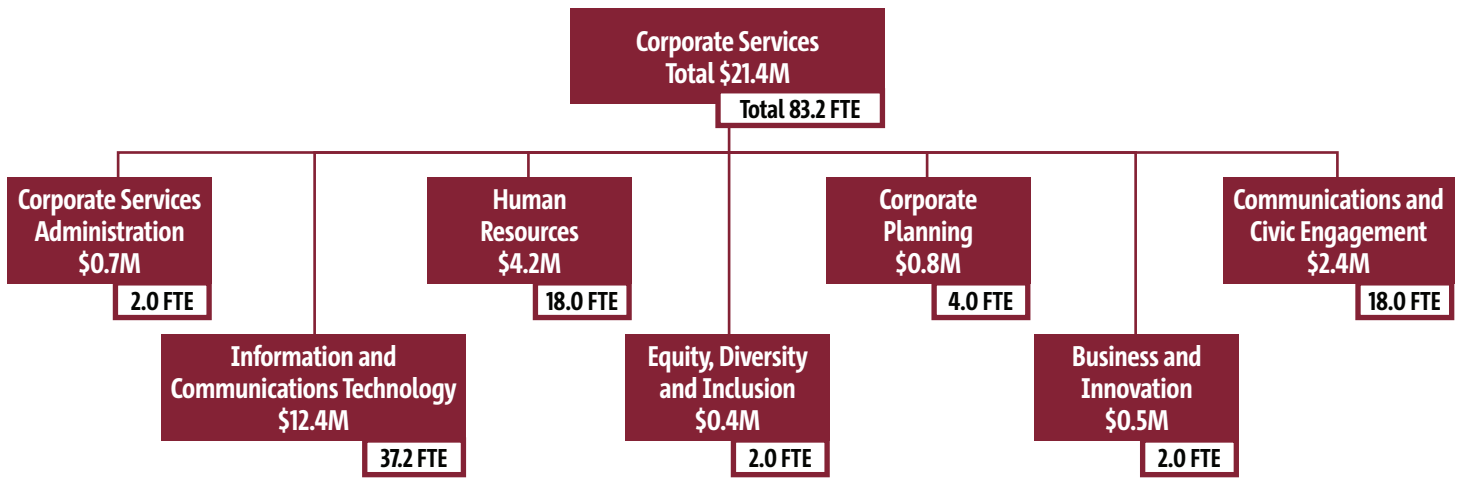 Corporate Services
Total $21.4M
Total 83.2 FTE
Corporate Services
Administration
$0.7M
2.0 FTE
Human
Resources
$4.2M
18.0 FTE
Corporate
Planning
$0.8M
4.0 FTE
Communications and
Civic Engagement
$2.4M
18.0 FTE
Information and
Communications Technology
$12.4M
37.2 FTE
Equity, Diversity
and Inclusion
$0.4M
2.0 FTE
Business and
Innovation
$0.5M
2.0 FTE